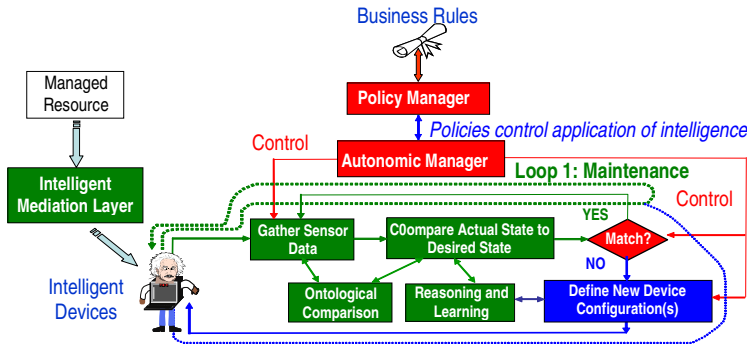 Business Rules
Managed
Resource
Policy Manager
Policies control application of intelligence
Control
Autonomic Manager
Loop 1: Maintenance
Intelligent
Mediation Layer
Control
YES
Gather Sensor
Data
C0ompare Actual State to
Desired State
Match?
NO
Intelligent
Devices
Ontological
Comparison
Reasoning and
Learning
Define New Device
Configuration(s)